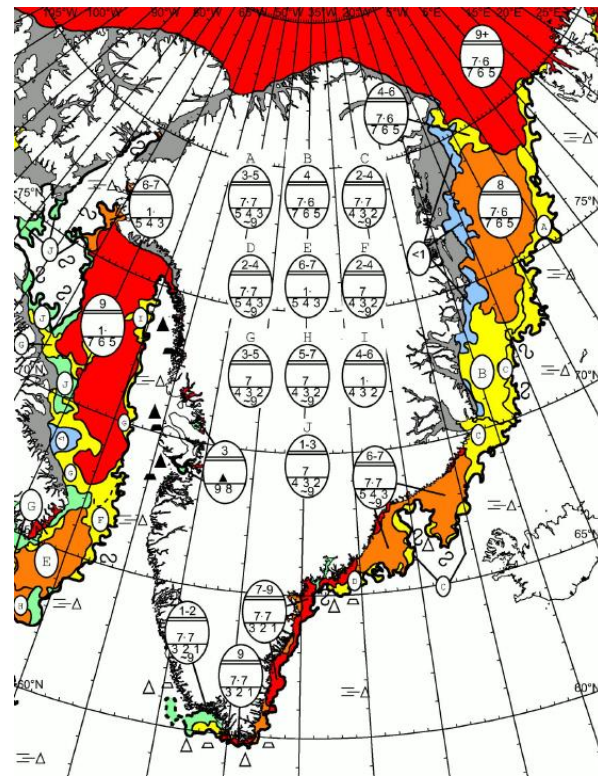 105°W 100°W 90°W 80°W 65°W 50°W 35°W 20°W 5°W 5°E 15°E 20°E 25°E
9+
7·6
7 6 5
4-6
7·6
7 6 5
75°N
6-7
1·
5 4 3
A
3-5
7·7
5 4 3
~9
B
4
7·6
7 6 5
C
2-4
7·7
4 3 2
~9
8
7·6
7 6 5
75°N
A
J
<1
D
2-4
7·7
5 4 3
~9
E
6-7
1·
5 4 3
F
2-4
7
4 3 2
~9
9
1·
7 6 5
I
J
G
70°N
J
G
3-5
7
4 3 2
~9
H
5-7
7
4 3 2
~9
I
4-6
1·
4 3 2
B
C
70°N
<1
G
G
C
J
1-3
7
4 3 2
~9
3
▲
9 8
6-7
7·7
5 4 3
~9
G
F
E
65°N
D
C
H
7-9
7·7
3 2 1
1-2
7·7
3 2 1
~9
9
7·7
3 2 1
60°N
60°N